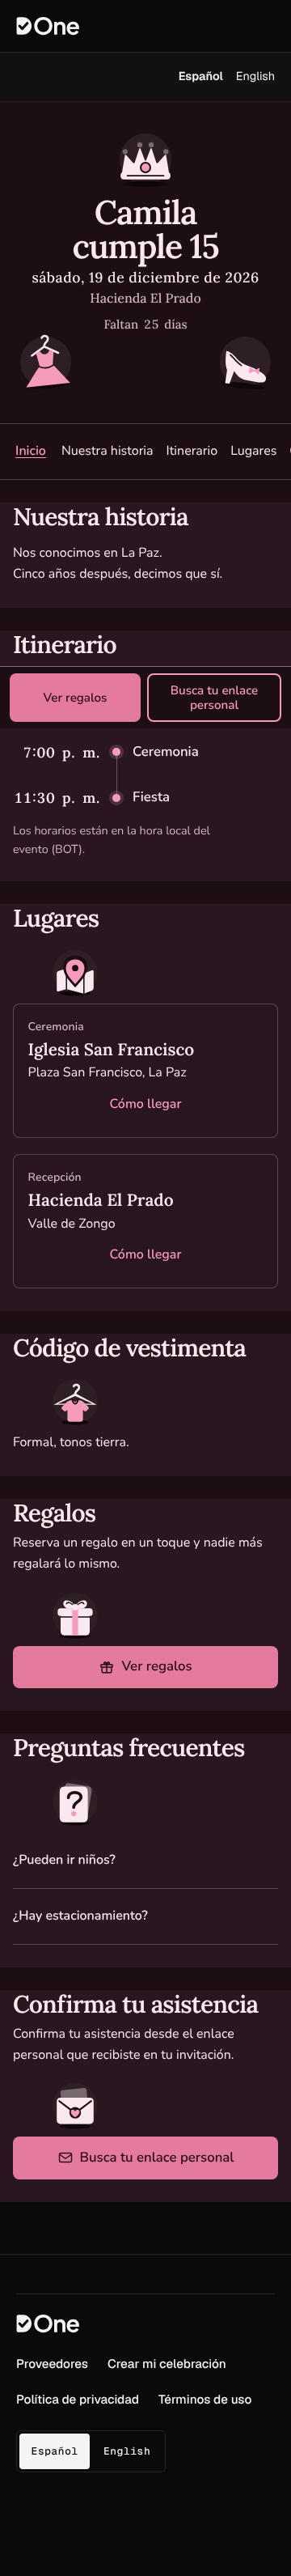 One
Español English
Camila
cumple 15
sábado, 19 de diciembre de 2026
Hacienda El Prado
Faltan 25 días
Inicio Nuestra historia Itinerario Lugares
Nuestra historia
Nos conocimos en La Paz.
Cinco años después, decimos que sí.
Itinerario
Ver regalos
Busca tu enlace
personal
7:00 p. m. Ceremonia
11:30 p. m. Fiesta
Los horarios están en la hora local del
evento (BOT).
Lugares
Ceremonia
Iglesia San Francisco
Plaza San Francisco, La Paz
Cómo llegar
Recepción
Hacienda El Prado
Valle de Zongo
Cómo llegar
Código de vestimenta
Formal, tonos tierra.
Regalos
Reserva un regalo en un toque y nadie más
regalará lo mismo.
Ver regalos
Preguntas frecuentes
¿Pueden ir niños?
¿Hay estacionamiento?
Confirma tu asistencia
Confirma tu asistencia desde el enlace
personal que recibiste en tu invitación.
Busca tu enlace personal
One
Proveedores Crear mi celebración
Política de privacidad Términos de uso
Español English